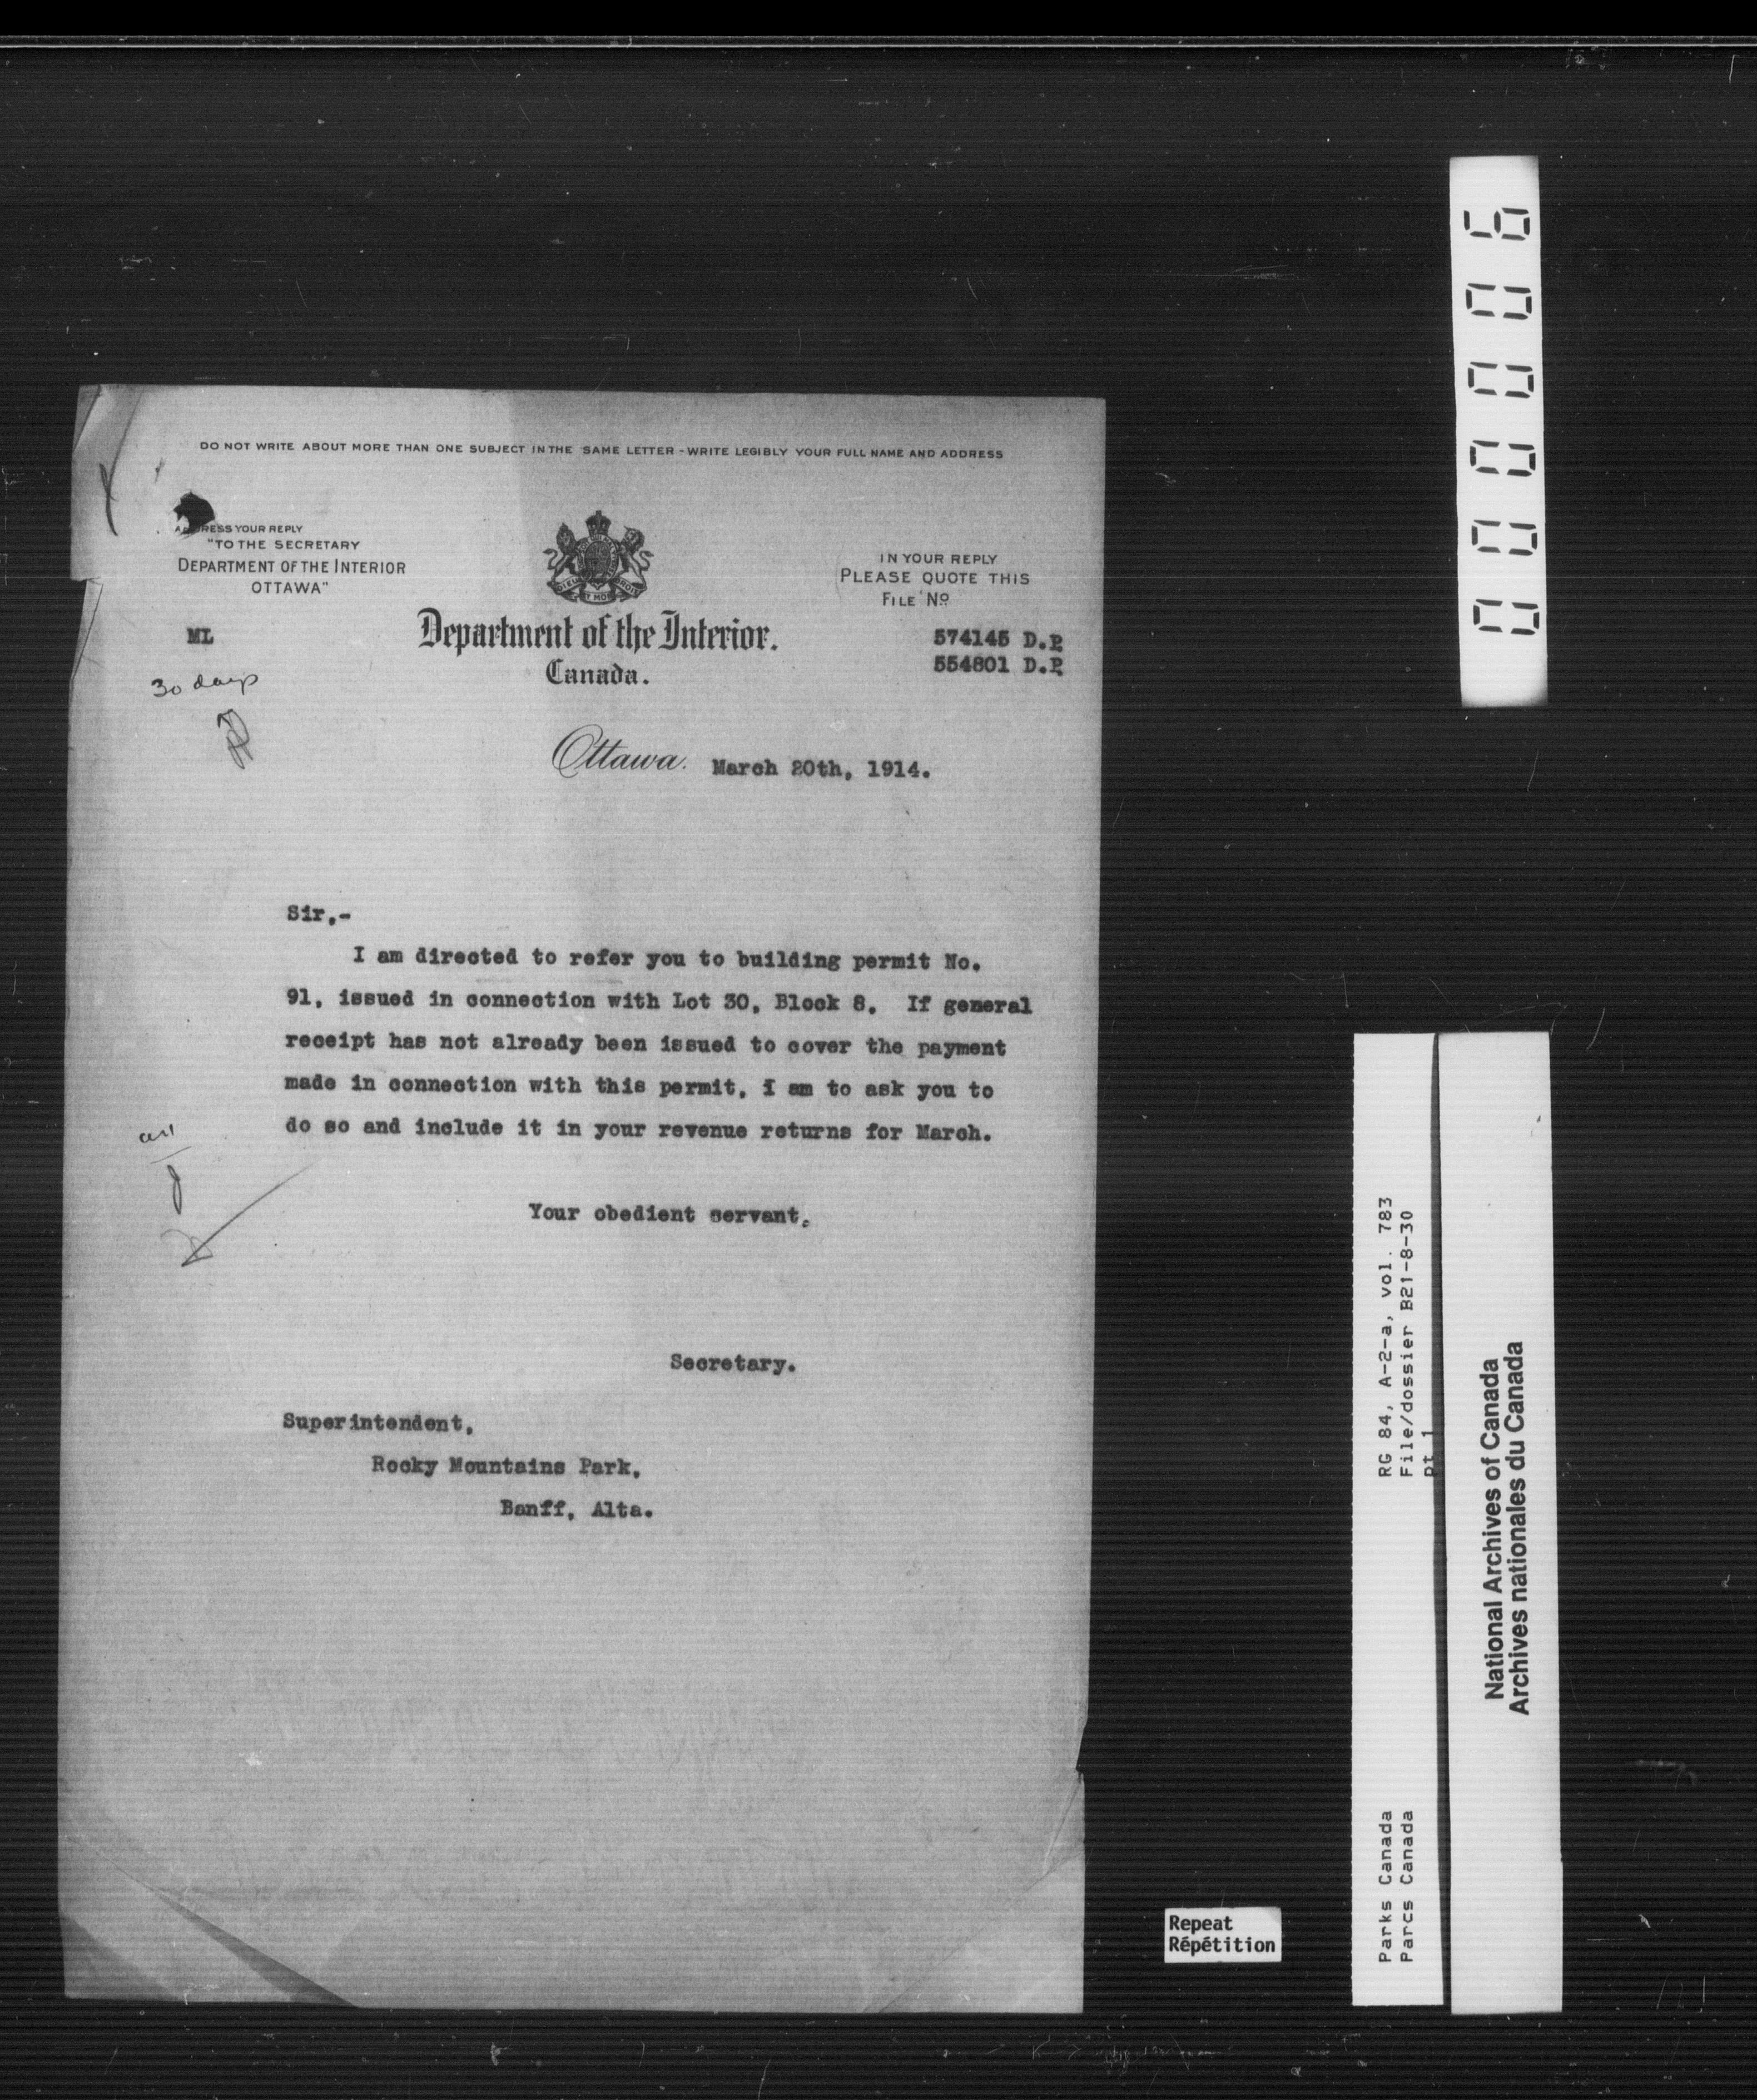 DO NOT WRITE ABOUT MORE THAN ONE SUBJECT IN THE SAME LETTER - WRITE LEGIBLY YOUR FULL NAME AND ADDRESS
RESS YOUR REPLY
"TO THE SECRETARY
DEPARTMENT OF THE INTERIOR
OTTAWA"
IN YOUR REPLY
PLEASE QUOTE THIS
FILE No
ML
Department of the Interior.
Canada.
574145 D.P.
554801 D.P.
30 days
Ottawa. March 20th, 1914.
Sir,-
I am directed to refer you to building permit No.
91, issued in connection with Lot 30, Block 8. If general
receipt has not already been issued to cover the payment
made in connection with this permit, I am to ask you to
do so and include it in your revenue returns for March.
Your obedient servant,
Secretary.
Superintendent,
Rocky Mountains Park,
Banff, Alta.
000006
RG 84, A-2-a, vol. 783
File/dossier B21-8-30
pt 1
Parks Canada
Parcs Canada
National Archives of Canada
Archives nationales du Canada
Repeat
Répétition